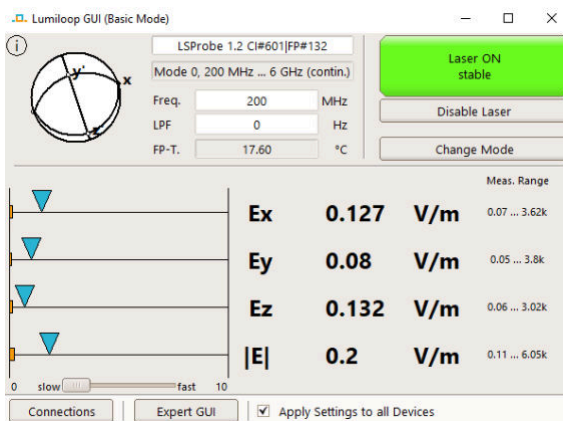 Lumiloop GUI (Basic Mode)
i
LSProbe 1.2 CI#601|FP#132
Mode 0, 200 MHz ... 6 GHz (contin.)
Freq. 200 MHz
LPF 0 Hz
FP-T. 17.60 °C
Laser ON
stable
Disable Laser
Change Mode
y'
x
Meas. Range
Ex 0.127 V/m 0.07 ... 3.62k
Ey 0.08 V/m 0.05 ... 3.8k
Ez 0.132 V/m 0.06 ... 3.02k
|E| 0.2 V/m 0.11 ... 6.05k
0 slow fast 10
Connections Expert GUI Apply Settings to all Devices